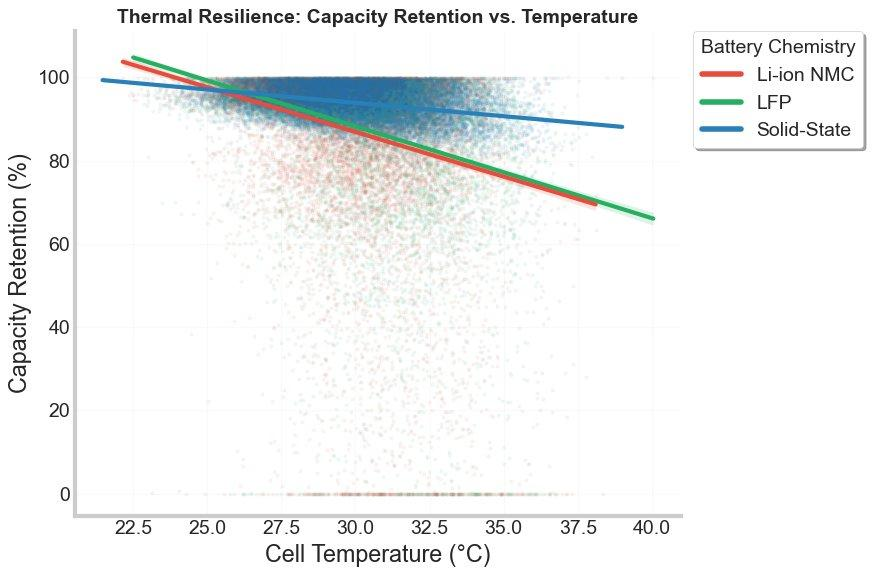 Thermal Resilience: Capacity Retention vs. Temperature
Battery Chemistry
Li-ion NMC
LFP
Solid-State
Capacity Retention (%)
100
80
60
40
20
0
22.5 25.0 27.5 30.0 32.5 35.0 37.5 40.0
Cell Temperature (°C)